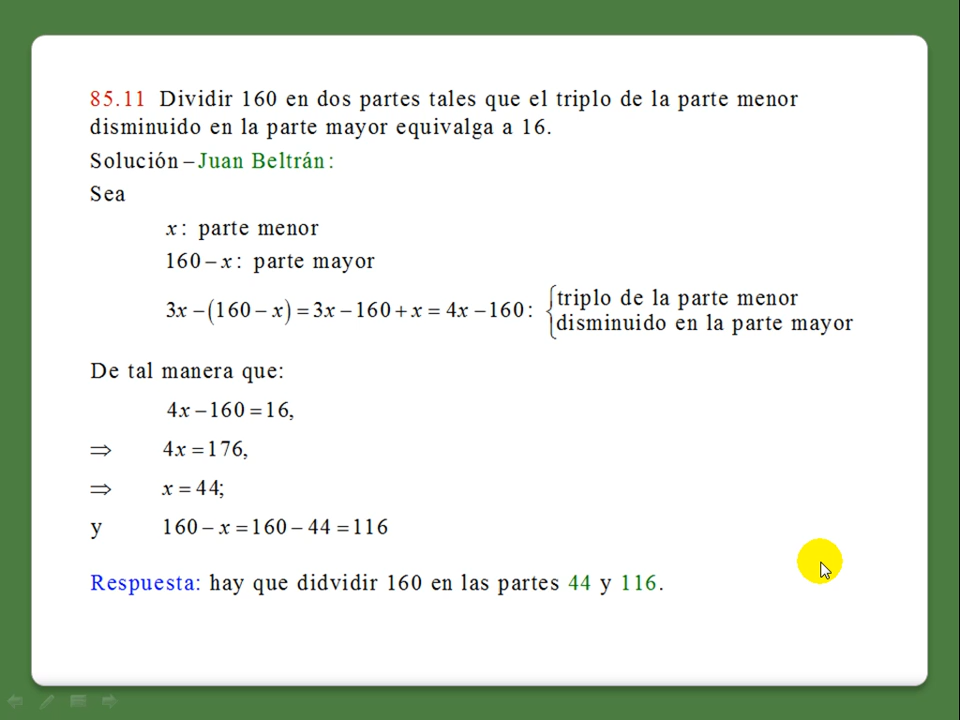 85.11 Dividir 160 en dos partes tales que el triplo de la parte menor
disminuido en la parte mayor equivalga a 16.
Solución – Juan Beltrán:
Sea
x: parte menor
160 – x: parte mayor
3x – (160 – x) = 3x – 160 + x = 4x – 160: { triplo de la parte menor
disminuido en la parte mayor
De tal manera que:
4x – 160 = 16,
⇒ 4x = 176,
⇒ x = 44;
y 160 – x = 160 – 44 = 116
Respuesta: hay que didvidir 160 en las partes 44 y 116.